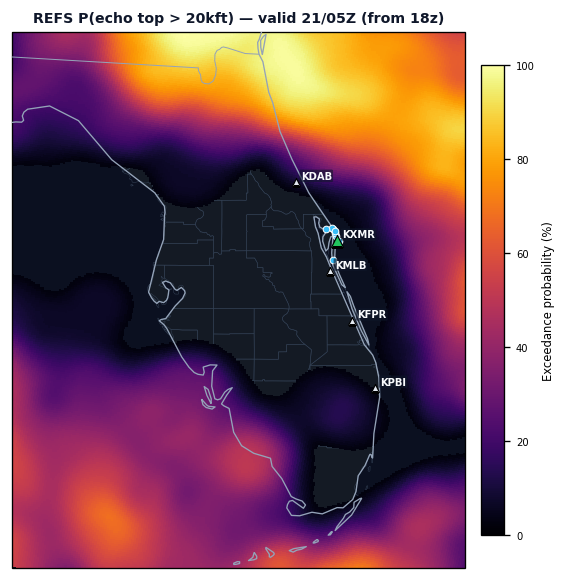 REFS P(echo top > 20kft) — valid 21/05Z (from 18z)
100
80
60
40
20
0
Exceedance probability (%)
KDAB
KXMR
KMLB
KFPR
KPBI